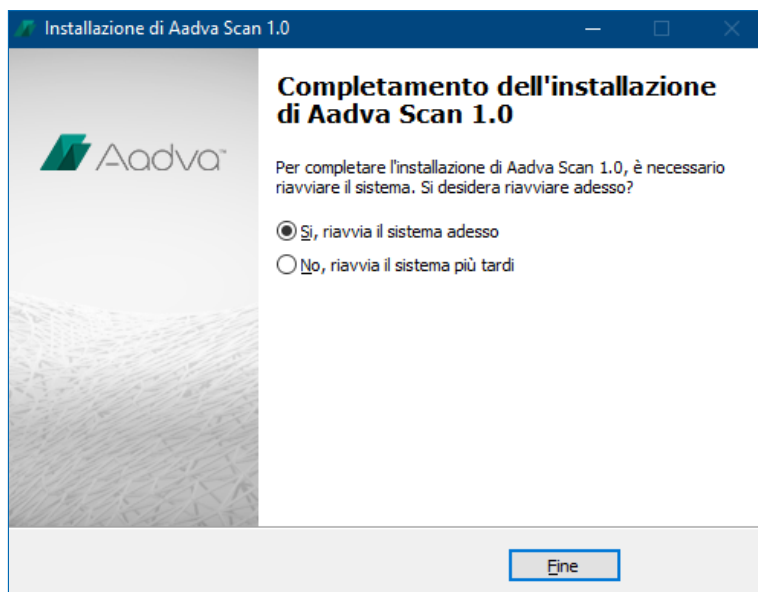 Installazione di Aadva Scan 1.0
Aadva™
Completamento dell'installazione
di Aadva Scan 1.0
Per completare l'installazione di Aadva Scan 1.0, è necessario
riavviare il sistema. Si desidera riavviare adesso?
Si, riavvia il sistema adesso
No, riavvia il sistema più tardi
Fine